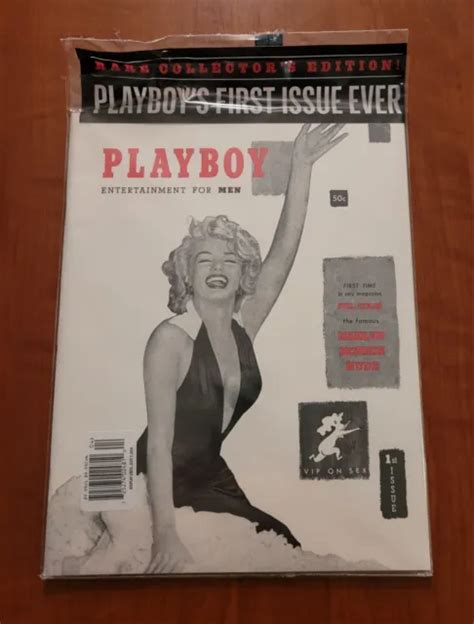 RARE COLLECTOR'S EDITION!
PLAYBOY'S FIRST ISSUE EVER
PLAYBOY
ENTERTAINMENT FOR MEN
50c
FIRST TIME
in any magazine
FULL COLOR
the famous
MARILYN
MONROE
NUDE
VIP ON SEX
1st
ISSUE